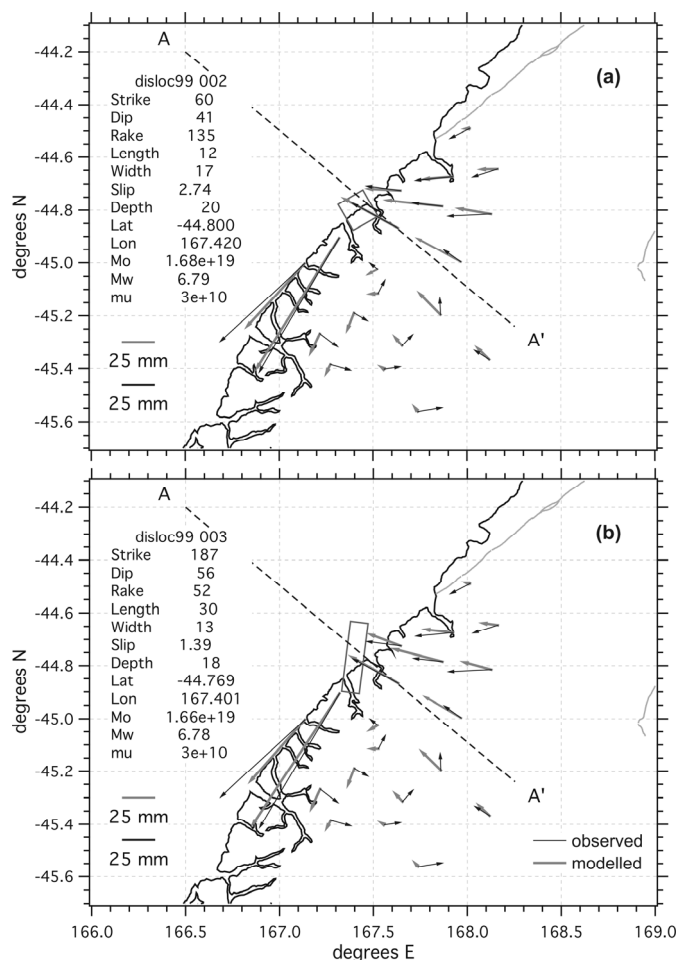 A
(a)
disloc99 002
Strike 60
Dip 41
Rake 135
Length 12
Width 17
Slip 2.74
Depth 20
Lat -44.800
Lon 167.420
Mo 1.68e+19
Mw 6.79
mu 3e+10
25 mm
25 mm
A'
-44.2
-44.4
-44.6
-44.8
-45.0
-45.2
-45.4
-45.6
degrees N
A
(b)
disloc99 003
Strike 187
Dip 56
Rake 52
Length 30
Width 13
Slip 1.39
Depth 18
Lat -44.769
Lon 167.401
Mo 1.66e+19
Mw 6.78
mu 3e+10
25 mm
25 mm
A'
observed
modelled
-44.2
-44.4
-44.6
-44.8
-45.0
-45.2
-45.4
-45.6
degrees N
166.0 166.5 167.0 167.5 168.0 168.5 169.0
degrees E